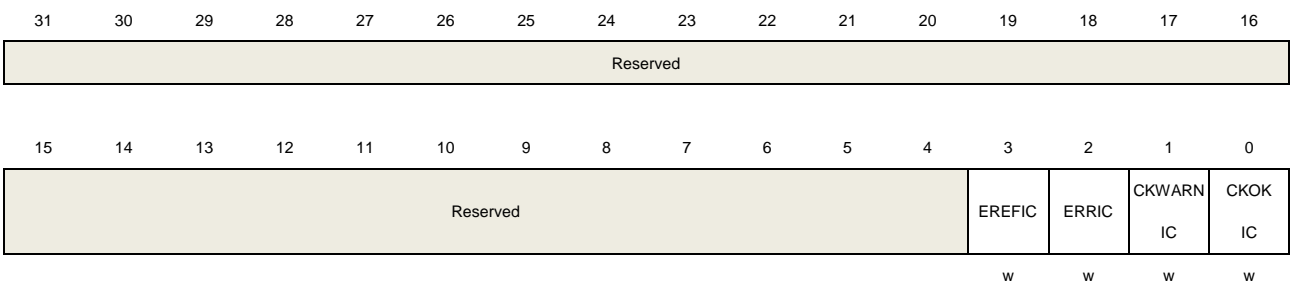 31 30 29 28 27 26 25 24 23 22 21 20 19 18 17 16
Reserved
15 14 13 12 11 10 9 8 7 6 5 4 3 2 1 0
Reserved EREFIC ERRIC CKWARN IC CKOK IC
w w w w